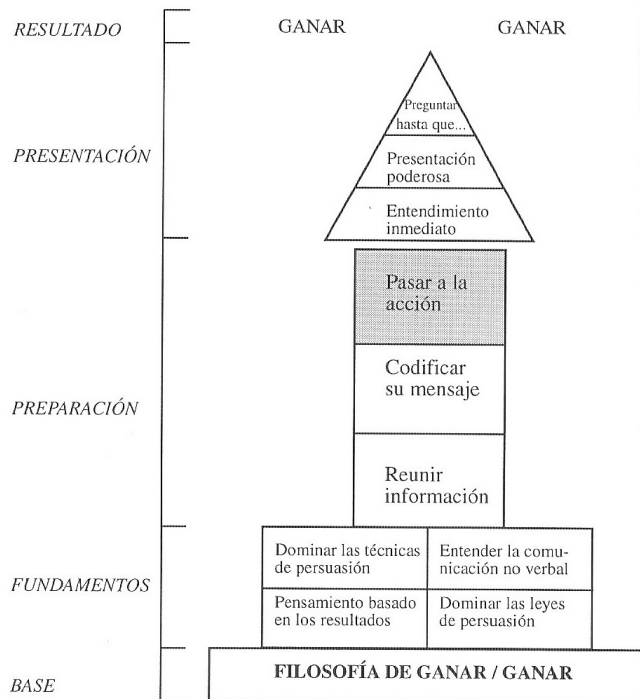 RESULTADO
GANAR GANAR
PRESENTACIÓN
Preguntar
hasta que...
Presentación
poderosa
Entendimiento
inmediato
PREPARACIÓN
Pasar a la
acción
Codificar
su mensaje
Reunir
información
FUNDAMENTOS
Dominar las técnicas
de persuasión
Entender la comu-
nicación no verbal
Pensamiento basado
en los resultados
Dominar las leyes
de persuasión
BASE
FILOSOFÍA DE GANAR / GANAR